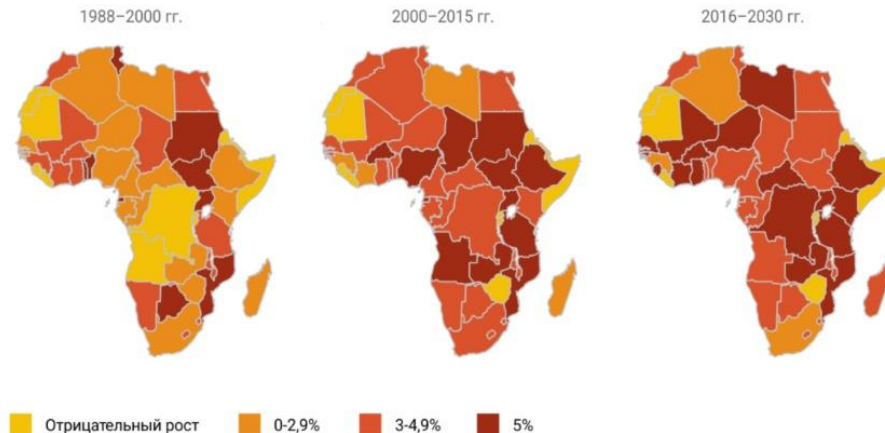 1988–2000 гг.
2000–2015 гг.
2016–2030 гг.
Отрицательный рост
0-2,9%
3-4,9%
5%